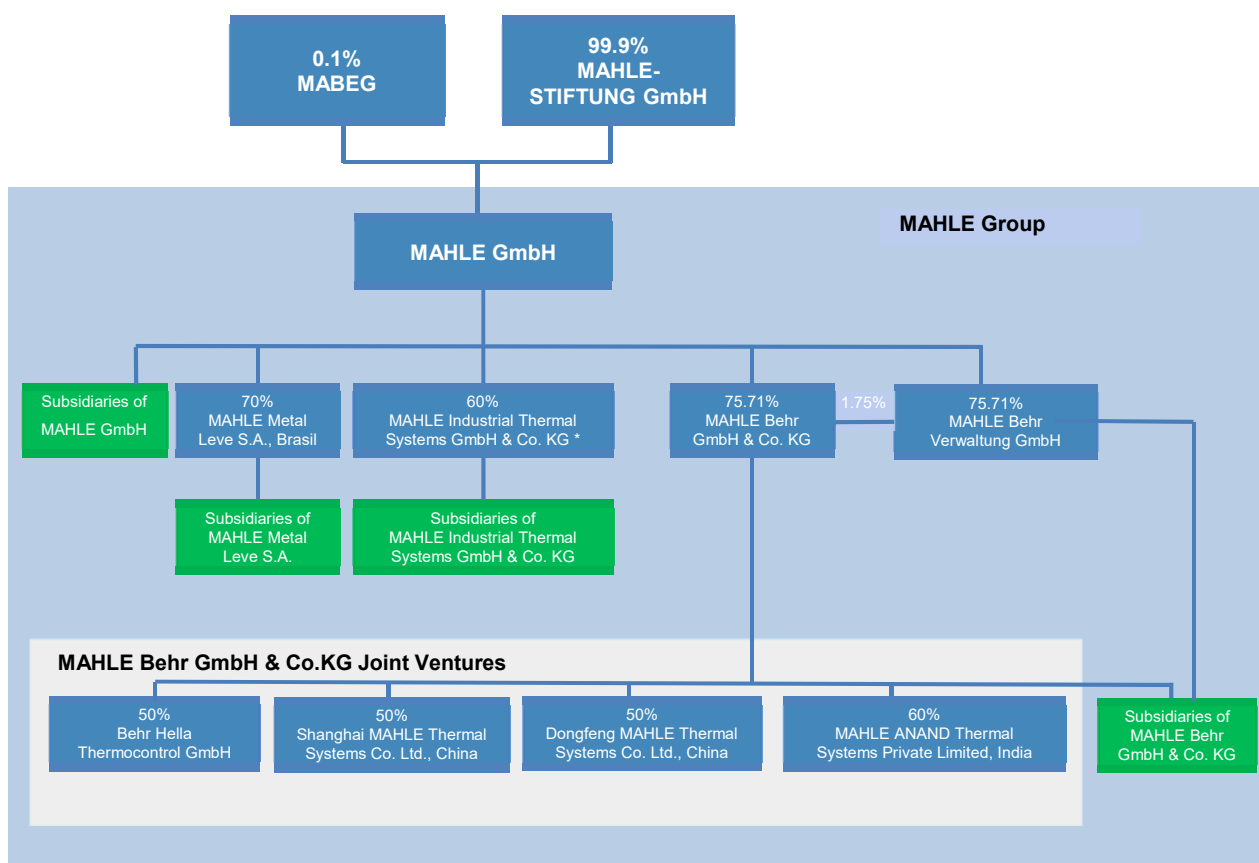 0.1%
MABEG
99.9%
MAHLE-
STIFTUNG GmbH
MAHLE Group
MAHLE GmbH
Subsidiaries of
MAHLE GmbH
70%
MAHLE Metal
Leve S.A., Brasil
60%
MAHLE Industrial Thermal
Systems GmbH & Co. KG *
75.71%
MAHLE Behr
GmbH & Co. KG
1.75%
75.71%
MAHLE Behr
Verwaltung GmbH
Subsidiaries of
MAHLE Metal
Leve S.A.
Subsidiaries of
MAHLE Industrial Thermal
Systems GmbH & Co. KG
MAHLE Behr GmbH & Co.KG Joint Ventures
50%
Behr Hella
Thermocontrol GmbH
50%
Shanghai MAHLE Thermal
Systems Co. Ltd., China
50%
Dongfeng MAHLE Thermal
Systems Co. Ltd., China
60%
MAHLE ANAND Thermal
Systems Private Limited, India
Subsidiaries of
MAHLE Behr
GmbH & Co. KG